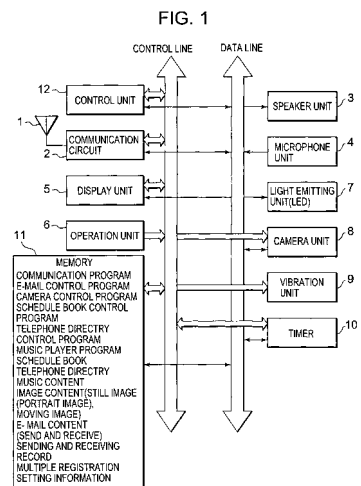 FIG. 1
CONTROL LINE
DATA LINE
12
CONTROL UNIT
1
COMMUNICATION
CIRCUIT
2
DISPLAY UNIT
5
6
OPERATION UNIT
11
MEMORY
COMMUNICATION PROGRAM
E-MAIL CONTROL PROGRAM
CAMERA CONTROL PROGRAM
SCHEDULE BOOK CONTROL
PROGRAM
TELEPHONE DIRECTRY
CONTROL PROGRAM
MUSIC PLAYER PROGRAM
SCHEDULE BOOK
TELEPHONE DIRECTRY
MUSIC CONTENT
IMAGE CONTENT(STILL IMAGE
(PORTRAIT IMAGE),
MOVING IMAGE)
E- MAIL CONTENT
(SEND AND RECEIVE)
SENDING AND RECEIVING
RECORD
MULTIPLE REGISTRATION
SETTING INFORMATION
SPEAKER UNIT
3
MICROPHONE
UNIT
4
LIGHT EMITTING
UNIT(LED)
7
CAMERA UNIT
8
VIBRATION
UNIT
9
TIMER
10